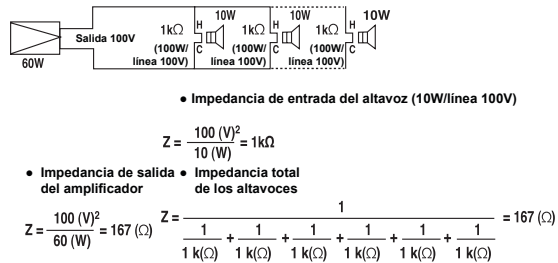 10W 10W 10W
1kΩ H 1kΩ H 1kΩ H
Salida 100V
(100W/ C (100W/ C (100W/ C
línea 100V) línea 100V) línea 100V)
60W
● Impedancia de entrada del altavoz (10W/línea 100V)
Z = 100 (V)² / 10 (W) = 1kΩ
● Impedancia de salida ● Impedancia total
del amplificador de los altavoces
Z = 100 (V)² / 60 (W) = 167 (Ω)
Z = 1 / 1/1 k(Ω) + 1/1 k(Ω) + 1/1 k(Ω) + 1/1 k(Ω) + 1/1 k(Ω) + 1/1 k(Ω) = 167 (Ω)